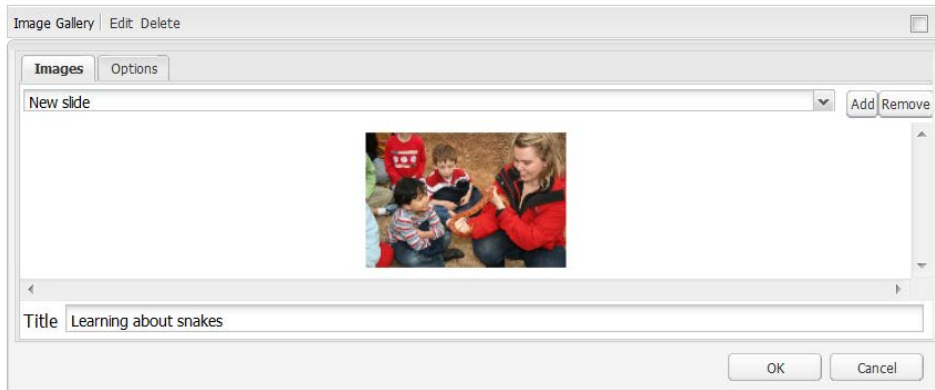 Image Gallery Edit Delete
Images Options
New slide Add Remove
Title Learning about snakes
OK Cancel